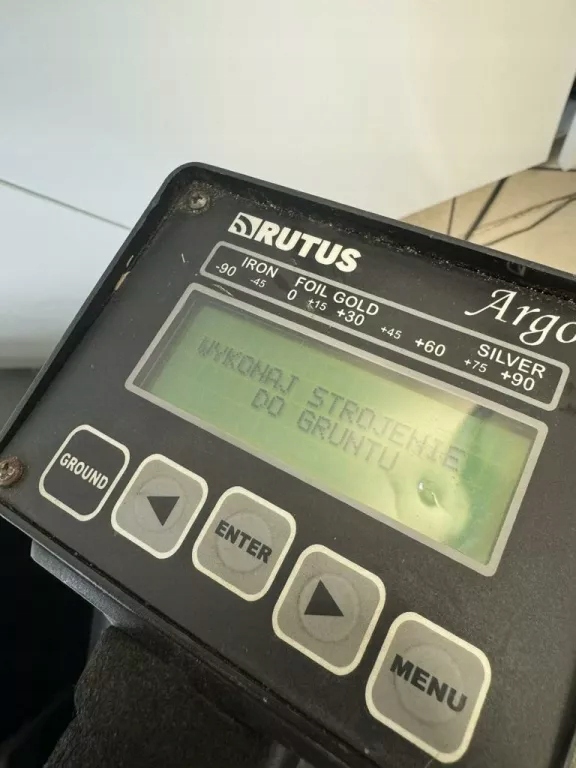 RUTUS
Argo
IRON FOIL GOLD SILVER
-90 -45 0 +15 +30 +45 +60 +75 +90
WYKONAJ STROJENIE
DO GRUNTU
GROUND
ENTER
MENU